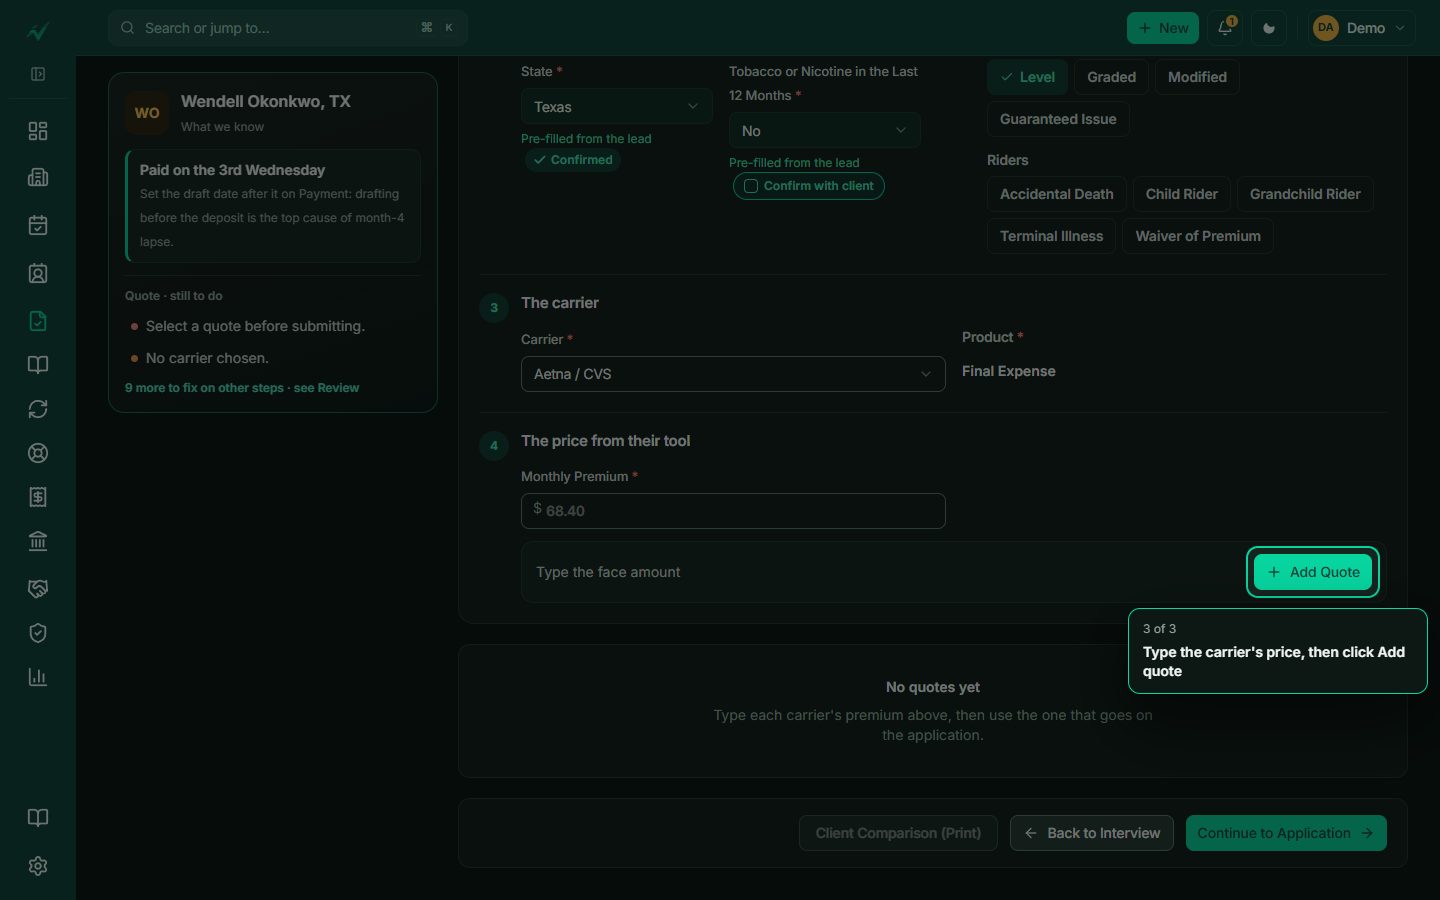 Search or jump to...
⌘ K
+ New
1
DA
Demo
WO
Wendell Okonkwo, TX
What we know
Paid on the 3rd Wednesday
Set the draft date after it on Payment: drafting
before the deposit is the top cause of month-4
lapse.
Quote · still to do
Select a quote before submitting.
No carrier chosen.
9 more to fix on other steps · see Review
State *
Texas
Pre-filled from the lead
Confirmed
Tobacco or Nicotine in the Last
12 Months *
No
Pre-filled from the lead
Confirm with client
Level
Graded
Modified
Guaranteed Issue
Riders
Accidental Death
Child Rider
Grandchild Rider
Terminal Illness
Waiver of Premium
3
The carrier
Carrier *
Aetna / CVS
Product *
Final Expense
4
The price from their tool
Monthly Premium *
$ 68.40
Type the face amount
+ Add Quote
3 of 3
Type the carrier's price, then click Add
quote
No quotes yet
Type each carrier's premium above, then use the one that goes on
the application.
Client Comparison (Print)
← Back to Interview
Continue to Application →